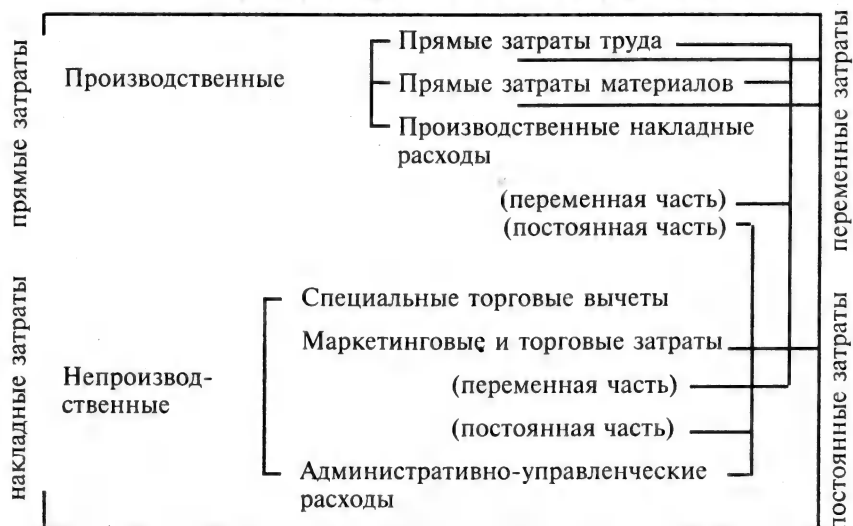 прямые затраты
накладные затраты
Производственные
Прямые затраты труда
Прямые затраты материалов
Производственные накладные
расходы
(переменная часть)
(постоянная часть)
Непроизвод-
ственные
Специальные торговые вычеты
Маркетинговые и торговые затраты
(переменная часть)
(постоянная часть)
Административно-управленческие
расходы
переменные затраты
постоянные затраты